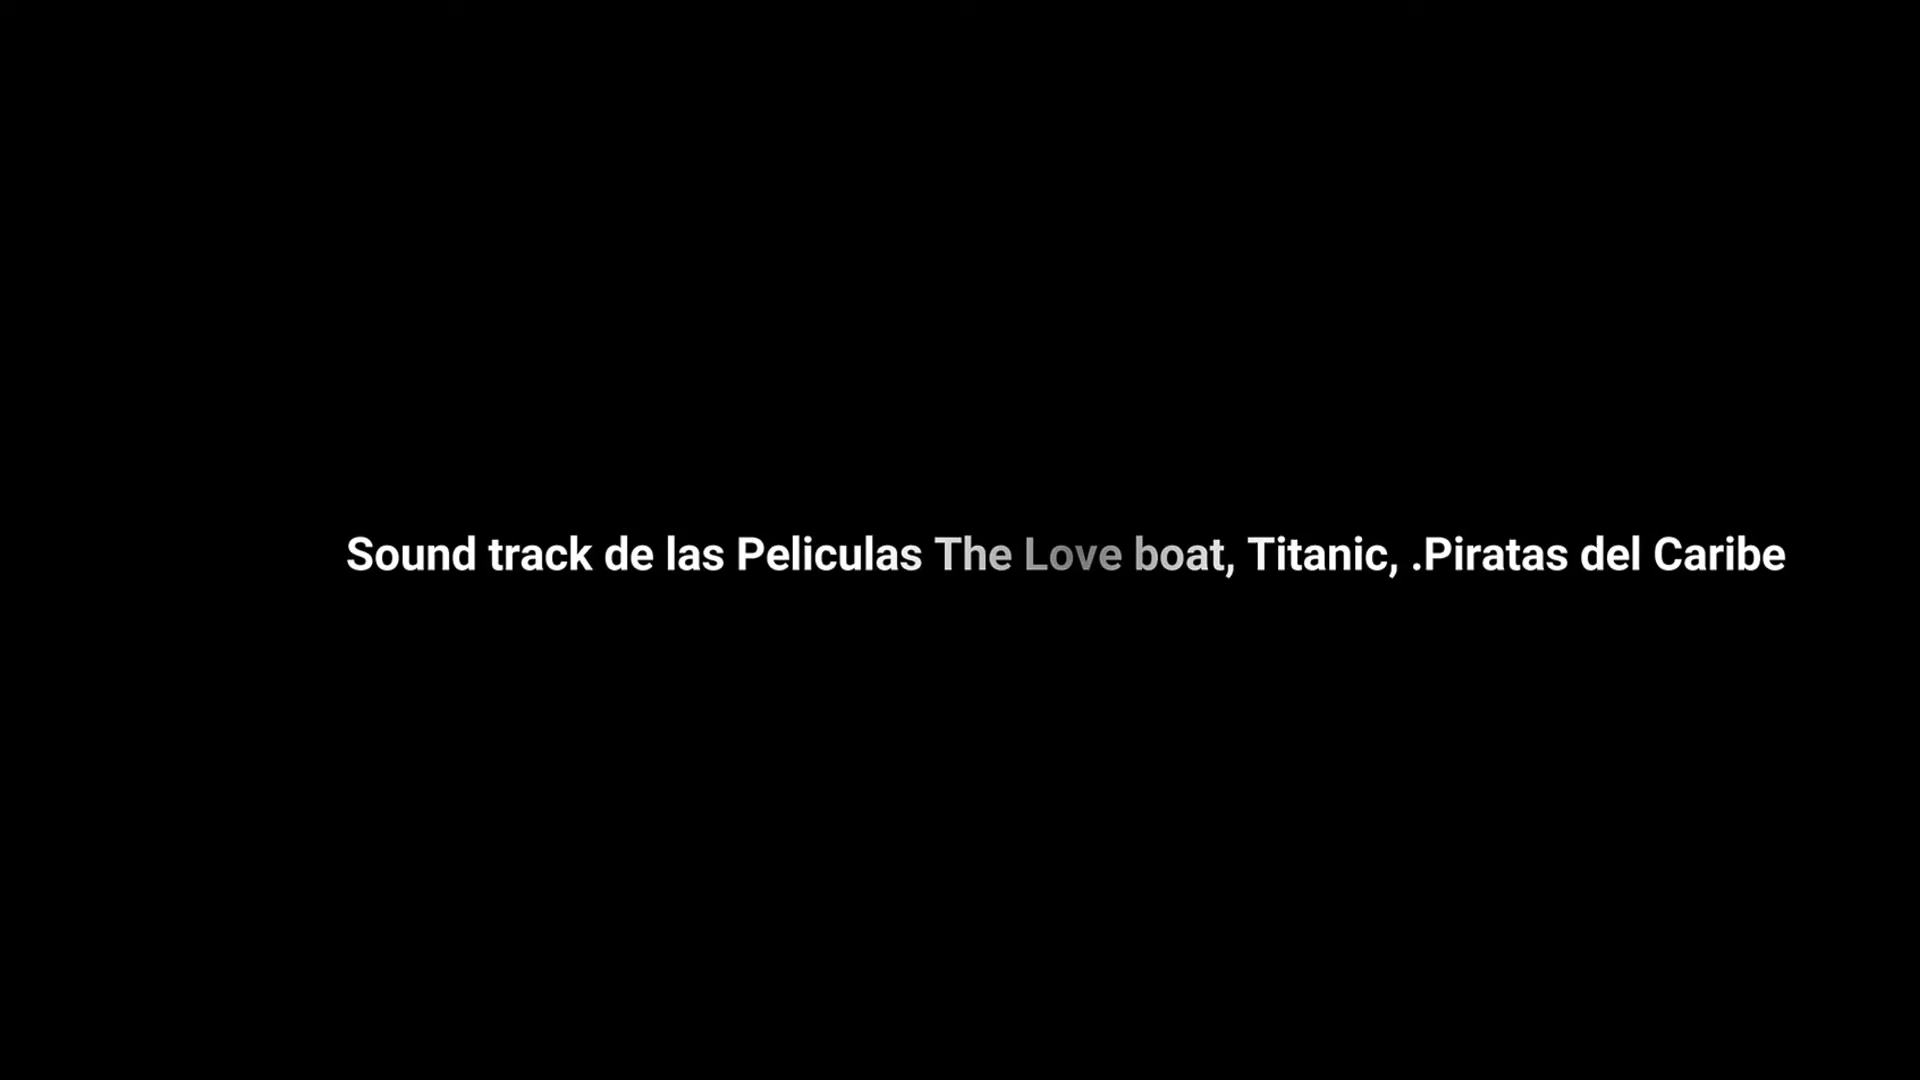 Sound track de las Peliculas The Love boat, Titanic, .Piratas del Caribe